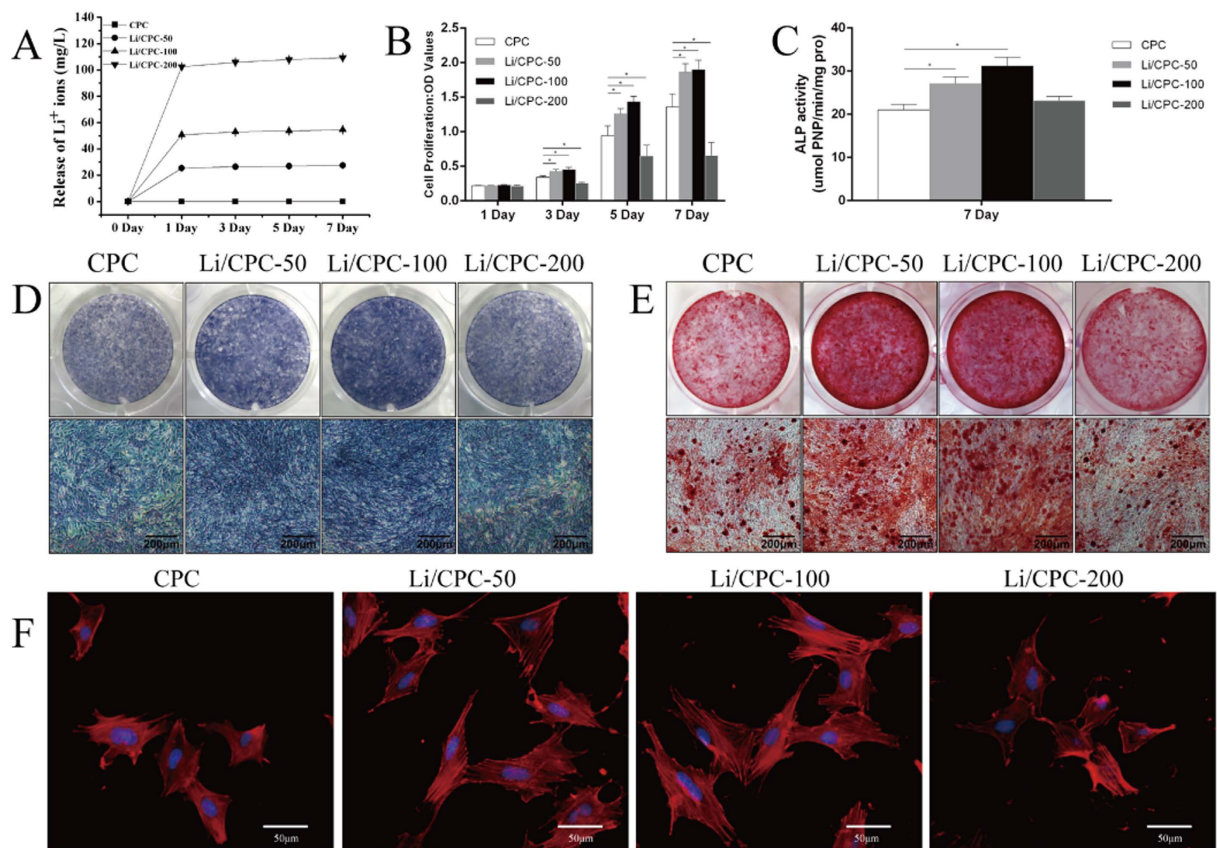 A
Release of Li+ ions (mg/L)
140
120
100
80
60
40
20
0
CPC
Li/CPC-50
Li/CPC-100
Li/CPC-200
0 Day 1 Day 3 Day 5 Day 7 Day
B
Cell Proliferation:OD Values
2.5
2.0
1.5
1.0
0.5
0.0
CPC
Li/CPC-50
Li/CPC-100
Li/CPC-200
* * * * * * * * *
1 Day 3 Day 5 Day 7 Day
C
ALP activity
(umol PNP/min/mg pro)
40
30
20
10
0
* *
7 Day
CPC
Li/CPC-50
Li/CPC-100
Li/CPC-200
D
CPC Li/CPC-50 Li/CPC-100 Li/CPC-200
200μm 200μm 200μm 200μm
E
CPC Li/CPC-50 Li/CPC-100 Li/CPC-200
200μm 200μm 200μm 200μm
F
CPC Li/CPC-50 Li/CPC-100 Li/CPC-200
50μm 50μm 50μm 50μm